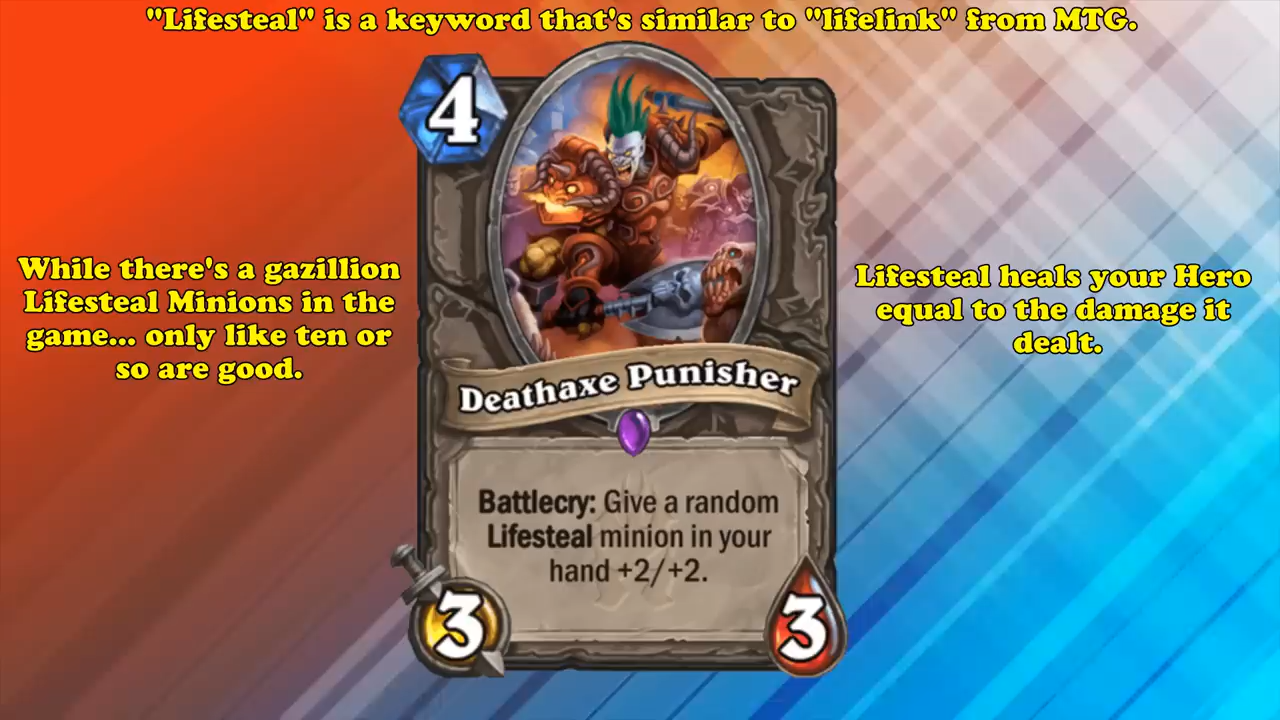 "Lifesteal" is a keyword that's similar to "lifelink" from MTG.
4
While there's a gazillion
Lifesteal Minions in the
game... only like ten or
so are good.
Lifesteal heals your Hero
equal to the damage it
dealt.
Deathaxe Punisher
Battlecry: Give a random
Lifesteal minion in your
hand +2/+2.
3
3